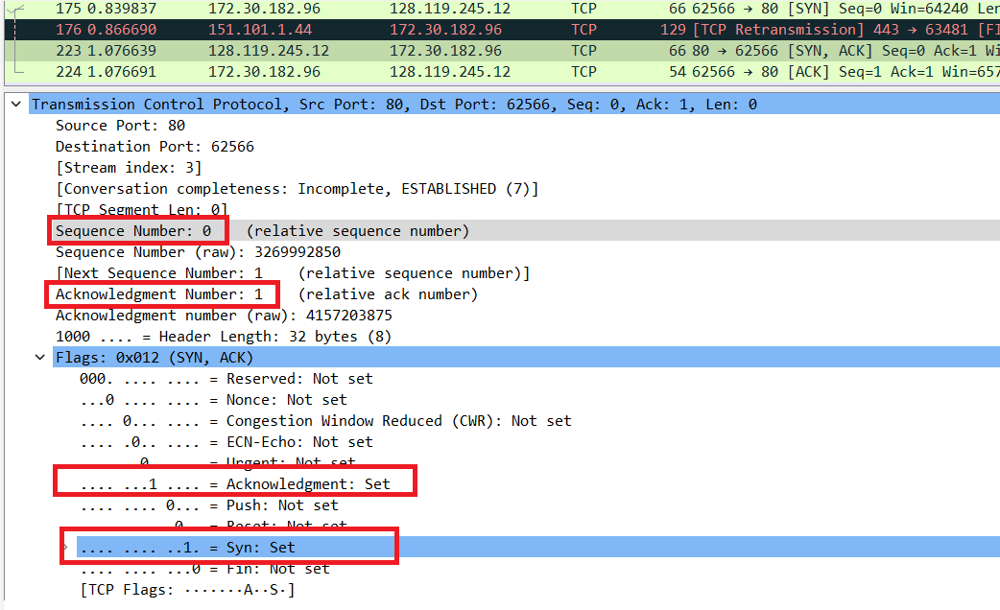 175 0.839837 172.30.182.96 128.119.245.12 TCP 66 62566 → 80 [SYN] Seq=0 Win=64240 Len
176 0.866690 151.101.1.44 172.30.182.96 TCP 129 [TCP Retransmission] 443 → 63481 [FI
223 1.076639 128.119.245.12 172.30.182.96 TCP 66 80 → 62566 [SYN, ACK] Seq=0 Ack=1 Wi
224 1.076691 172.30.182.96 128.119.245.12 TCP 54 62566 → 80 [ACK] Seq=1 Ack=1 Win=657
Transmission Control Protocol, Src Port: 80, Dst Port: 62566, Seq: 0, Ack: 1, Len: 0
Source Port: 80
Destination Port: 62566
[Stream index: 3]
[Conversation completeness: Incomplete, ESTABLISHED (7)]
[TCP Segment Len: 0]
Sequence Number: 0 (relative sequence number)
Sequence Number (raw): 3269992850
[Next Sequence Number: 1 (relative sequence number)]
Acknowledgment Number: 1 (relative ack number)
Acknowledgment number (raw): 4157203875
1000 .... = Header Length: 32 bytes (8)
Flags: 0x012 (SYN, ACK)
000. .... .... = Reserved: Not set
...0 .... .... = Nonce: Not set
.... 0... .... = Congestion Window Reduced (CWR): Not set
.... .0.. .... = ECN-Echo: Not set
0. .... = Urgent: Not set
.... ...1 .... = Acknowledgment: Set
.... .... 0... = Push: Not set
0.. = Reset: Not set
.... .... ..1. = Syn: Set
.... .... ...0 = Fin: Not set
[TCP Flags: ·······A··S·]